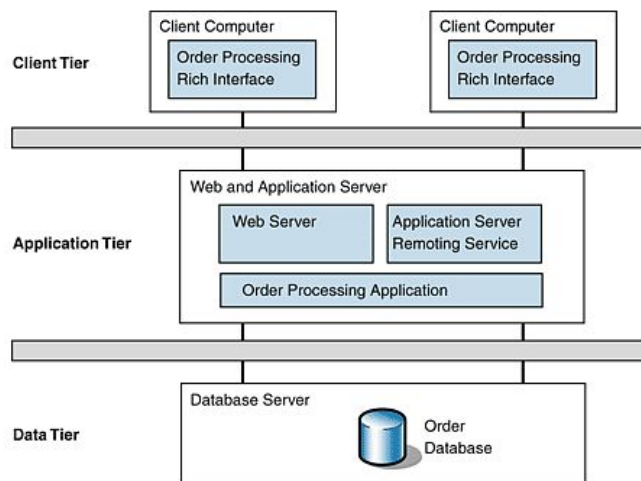 Client Computer
Client Computer
Client Tier
Order Processing
Rich Interface
Order Processing
Rich Interface
Web and Application Server
Web Server
Application Server
Remoting Service
Application Tier
Order Processing Application
Database Server
Data Tier
Order
Database